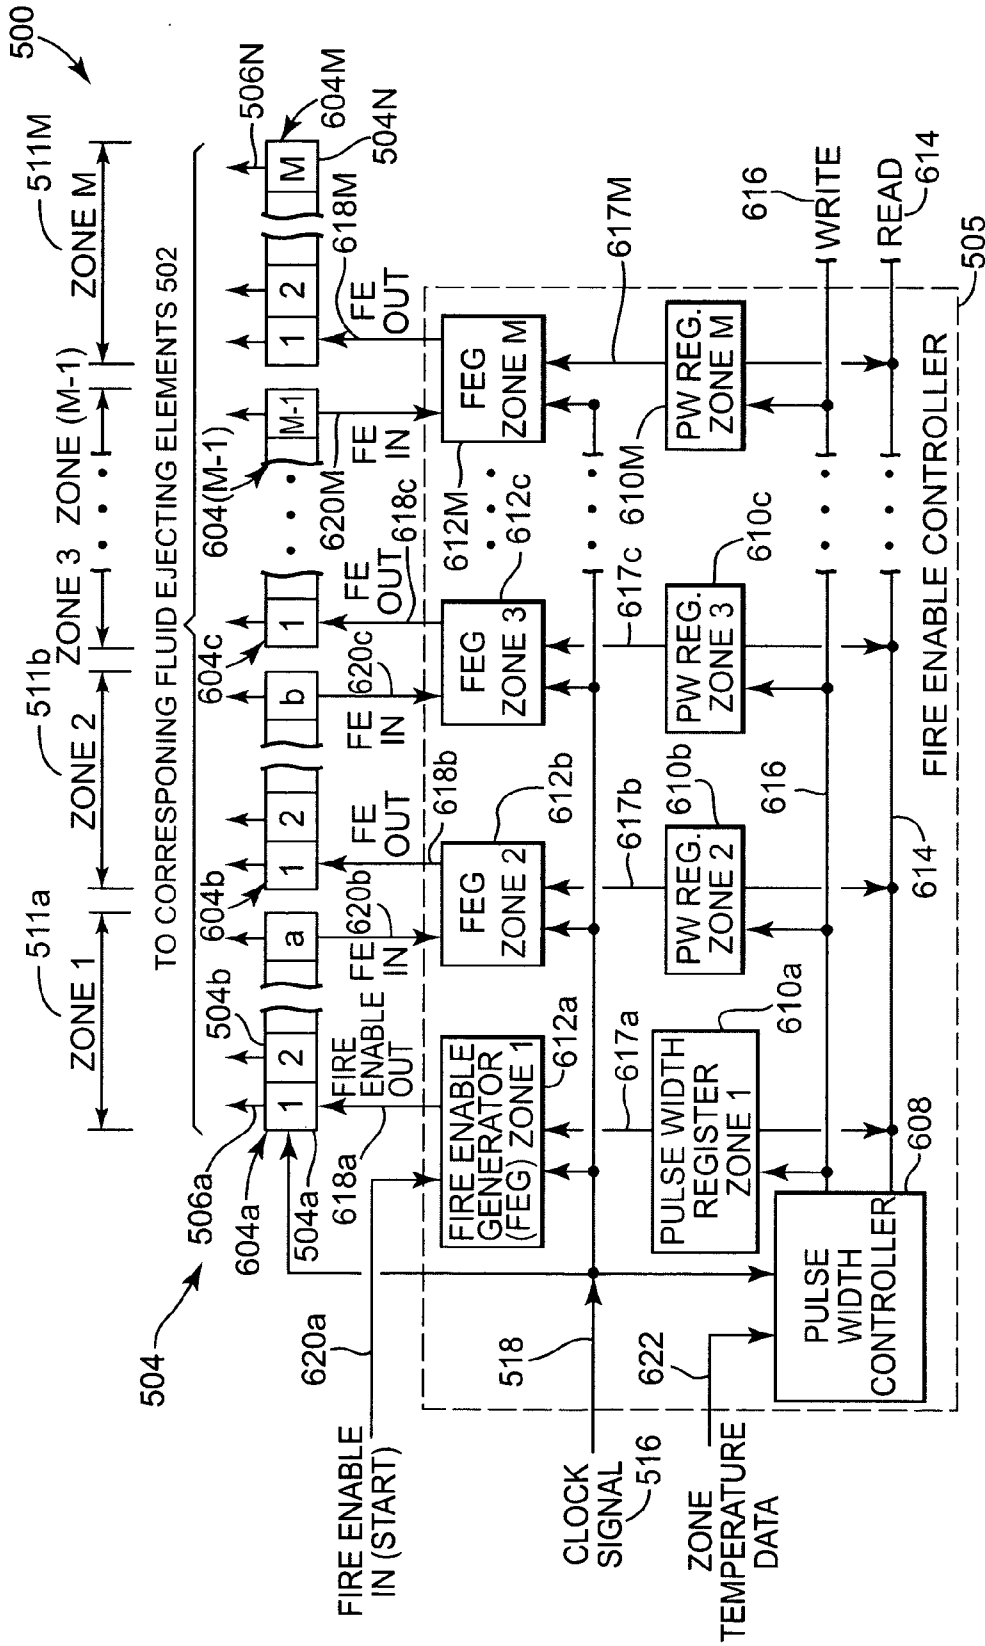 500
511a
511b
511M
ZONE 1
ZONE 2
ZONE 3
ZONE (M-1)
ZONE M
TO CORRESPONING FLUID EJECTING ELEMENTS 502
504
506a
604a
504a
504b
604b
604c
604(M-1)
506N
604M
504N
1
2
a
1
2
b
1
M-1
1
2
M
620a
618a
FIRE
ENABLE
OUT
FE
IN
620b
FE
OUT
618b
FE
IN
620c
FE
OUT
618c
620M
FE
IN
FE
OUT
618M
FIRE ENABLE
IN (START)
FIRE ENABLE
GENERATOR
(FEG) ZONE 1
612a
FEG
ZONE 2
612b
FEG
ZONE 3
612c
FEG
ZONE M
612M
518
CLOCK
SIGNAL
516
617a
617b
617c
617M
622
ZONE
TEMPERATURE
DATA
PULSE WIDTH
REGISTER
ZONE 1
610a
PW REG.
ZONE 2
610b
PW REG.
ZONE 3
610c
PW REG.
ZONE M
610M
616
616
WRITE
614
READ
614
PULSE
WIDTH
CONTROLLER
608
FIRE ENABLE CONTROLLER
505